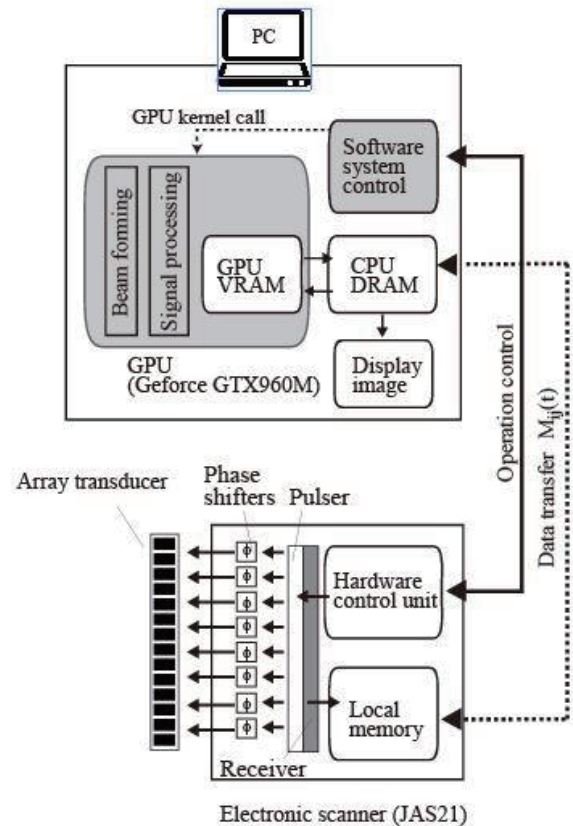 PC
GPU kernel call
Software
system
control
Beam forming
Signal processing
GPU
VRAM
CPU
DRAM
GPU
(Geforce GTX960M)
Display
image
Operation control
Data transfer M_ij(t)
Array transducer
Phase
shifters
Pulser
ϕ
ϕ
ϕ
ϕ
ϕ
ϕ
ϕ
ϕ
Hardware
control unit
Local
memory
Receiver
Electronic scanner (JAS21)